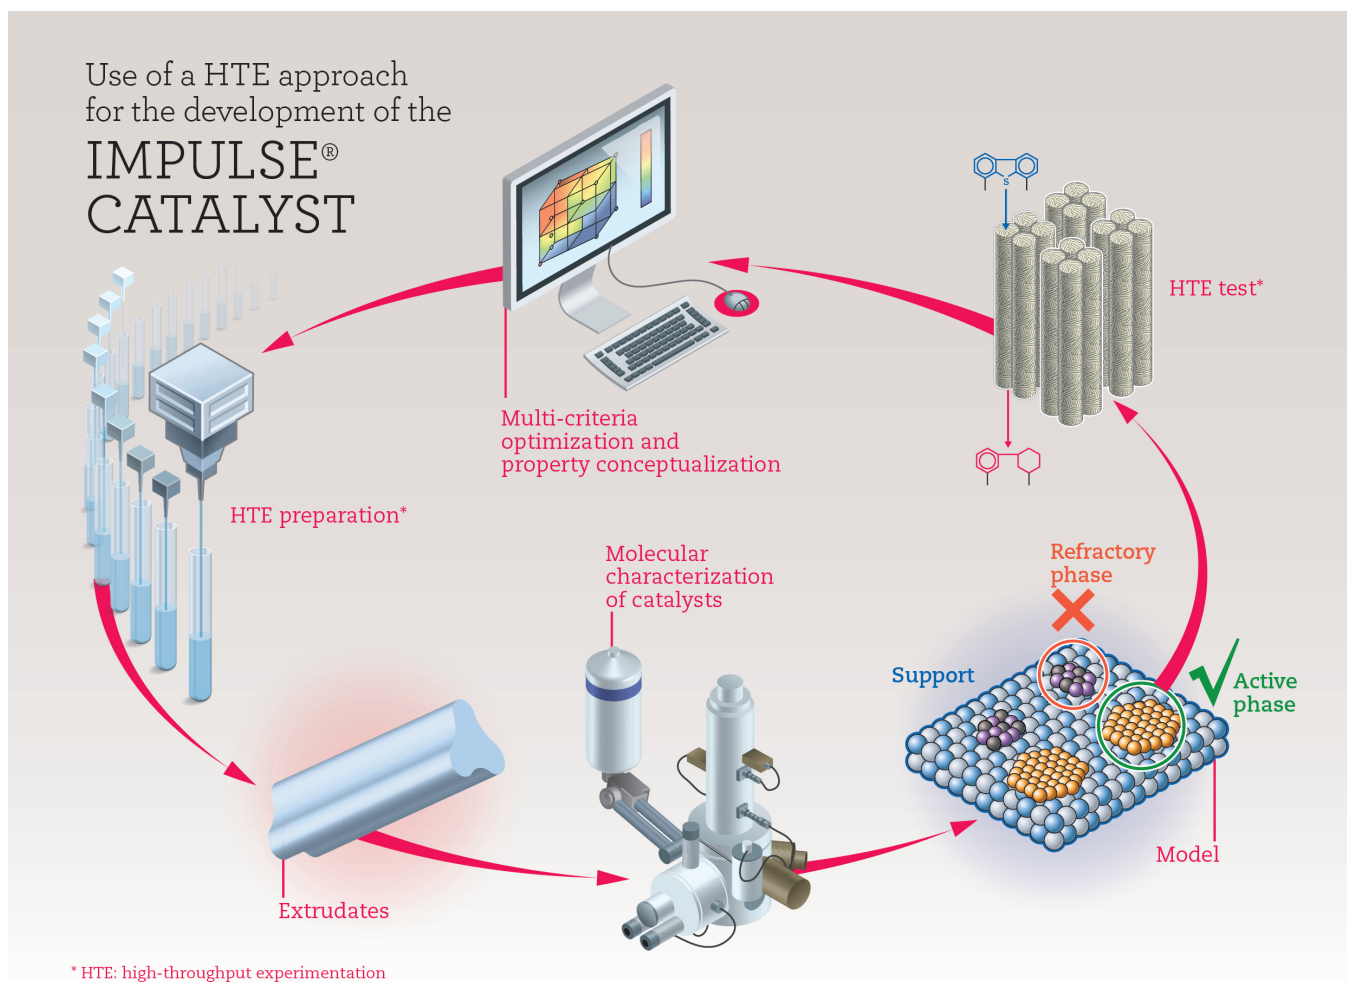 Use of a HTE approach
for the development of the
IMPULSE®
CATALYST
S
HTE test*
Multi-criteria
optimization and
property conceptualization
HTE preparation*
Molecular
characterization
of catalysts
Refractory
phase
Support
Active
phase
Model
Extrudates
* HTE: high-throughput experimentation